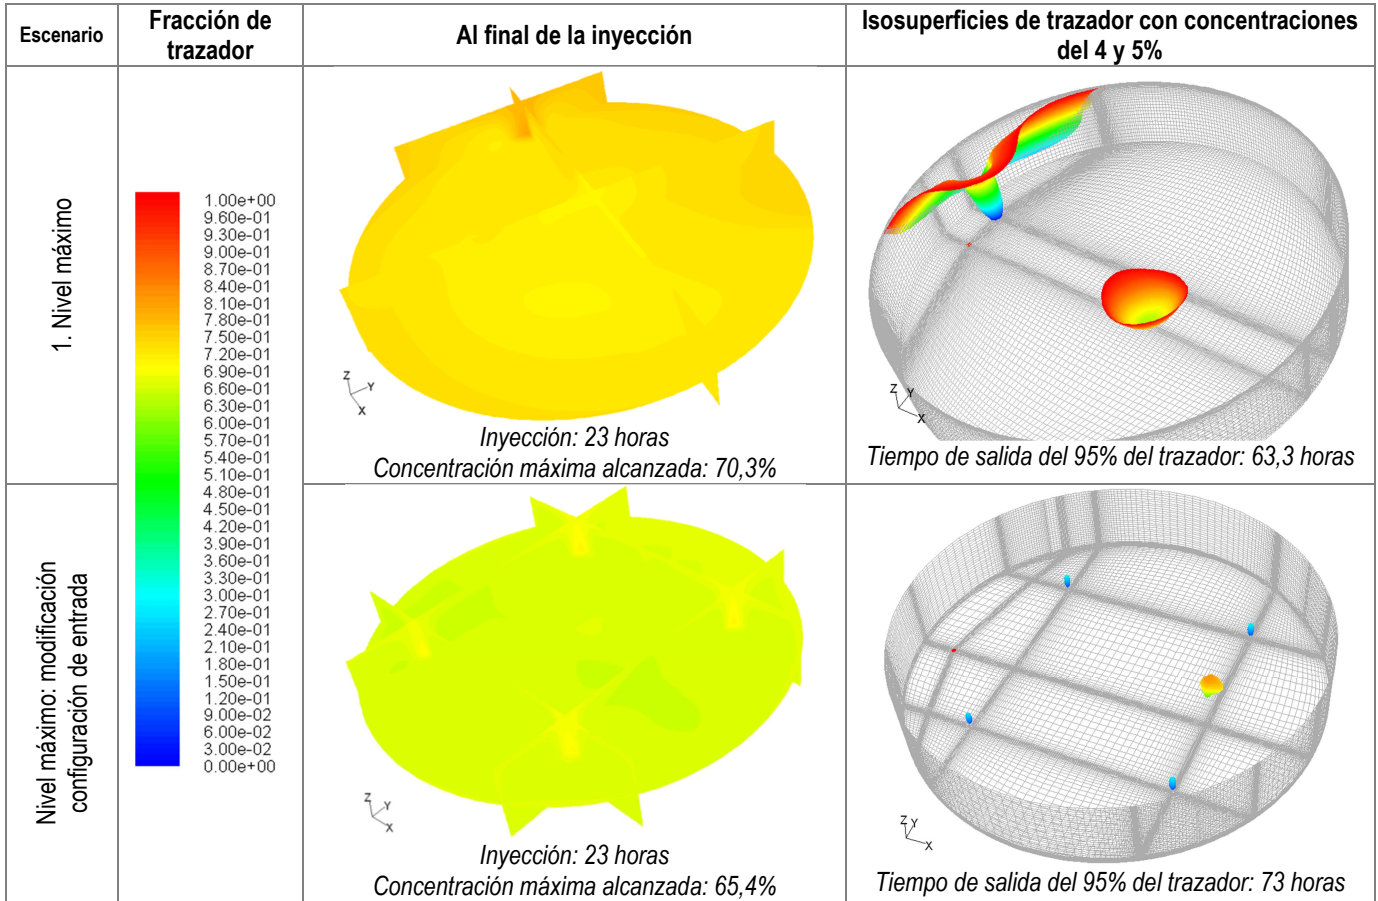 Escenario
Fracción de
trazador
Al final de la inyección
Isosuperficies de trazador con concentraciones
del 4 y 5%
1. Nivel máximo
1.00e+00
9.60e-01
9.30e-01
9.00e-01
8.70e-01
8.40e-01
8.10e-01
7.80e-01
7.50e-01
7.20e-01
6.90e-01
6.60e-01
6.30e-01
6.00e-01
5.70e-01
5.40e-01
5.10e-01
4.80e-01
4.50e-01
4.20e-01
3.90e-01
3.60e-01
3.30e-01
3.00e-01
2.70e-01
2.40e-01
2.10e-01
1.80e-01
1.50e-01
1.20e-01
9.00e-02
6.00e-02
3.00e-02
0.00e+00
Z
Y
X
Inyección: 23 horas
Concentración máxima alcanzada: 70,3%
Z
Y
X
Tiempo de salida del 95% del trazador: 63,3 horas
Nivel máximo: modificación
configuración de entrada
Z
Y
X
Inyección: 23 horas
Concentración máxima alcanzada: 65,4%
Z
Y
X
Tiempo de salida del 95% del trazador: 73 horas